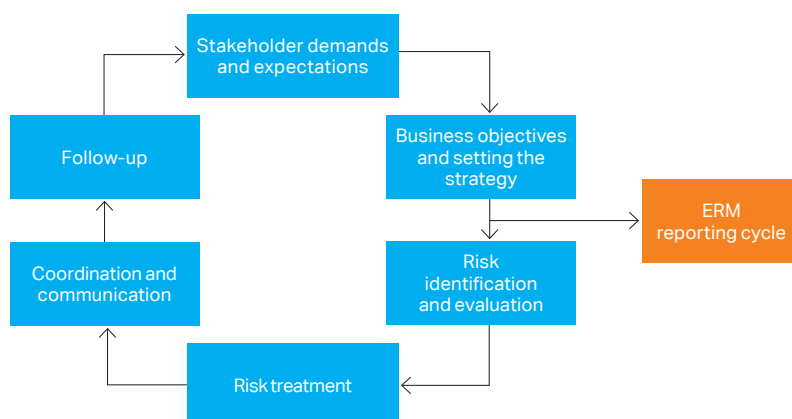 Stakeholder demands
and expectations
Business objectives
and setting the
strategy
ERM
reporting cycle
Risk
identification
and evaluation
Risk treatment
Coordination and
communication
Follow-up